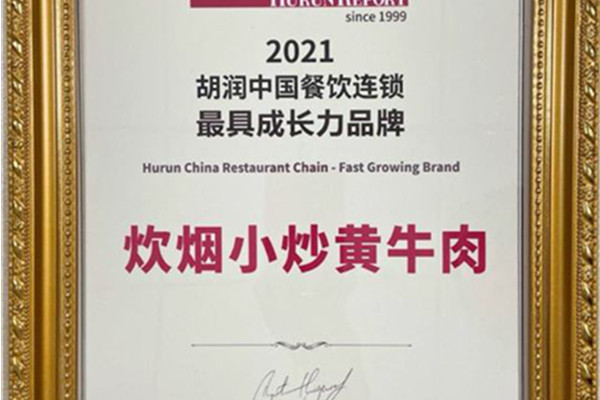 HURUN REPORT
since 1999
2021
胡润中国餐饮连锁
最具成长力品牌
Hurun China Restaurant Chain - Fast Growing Brand
炊烟小炒黄牛肉